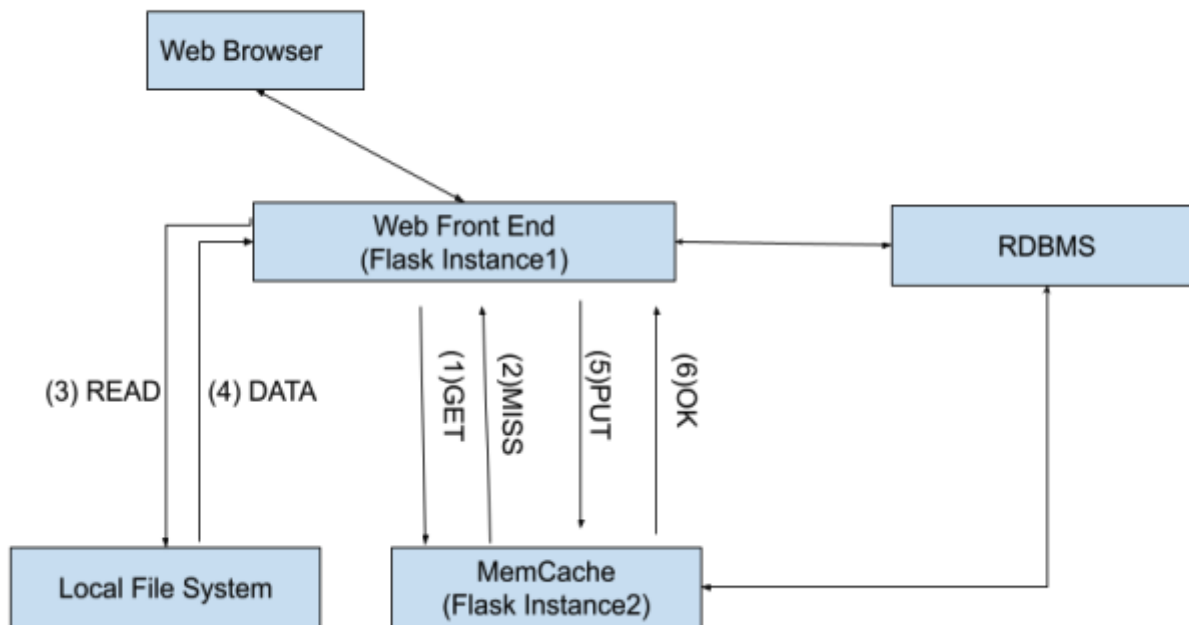 Web Browser
Web Front End
(Flask Instance1)
RDBMS
(3) READ
(4) DATA
(1)GET
(2)MISS
(5)PUT
(6)OK
Local File System
MemCache
(Flask Instance2)